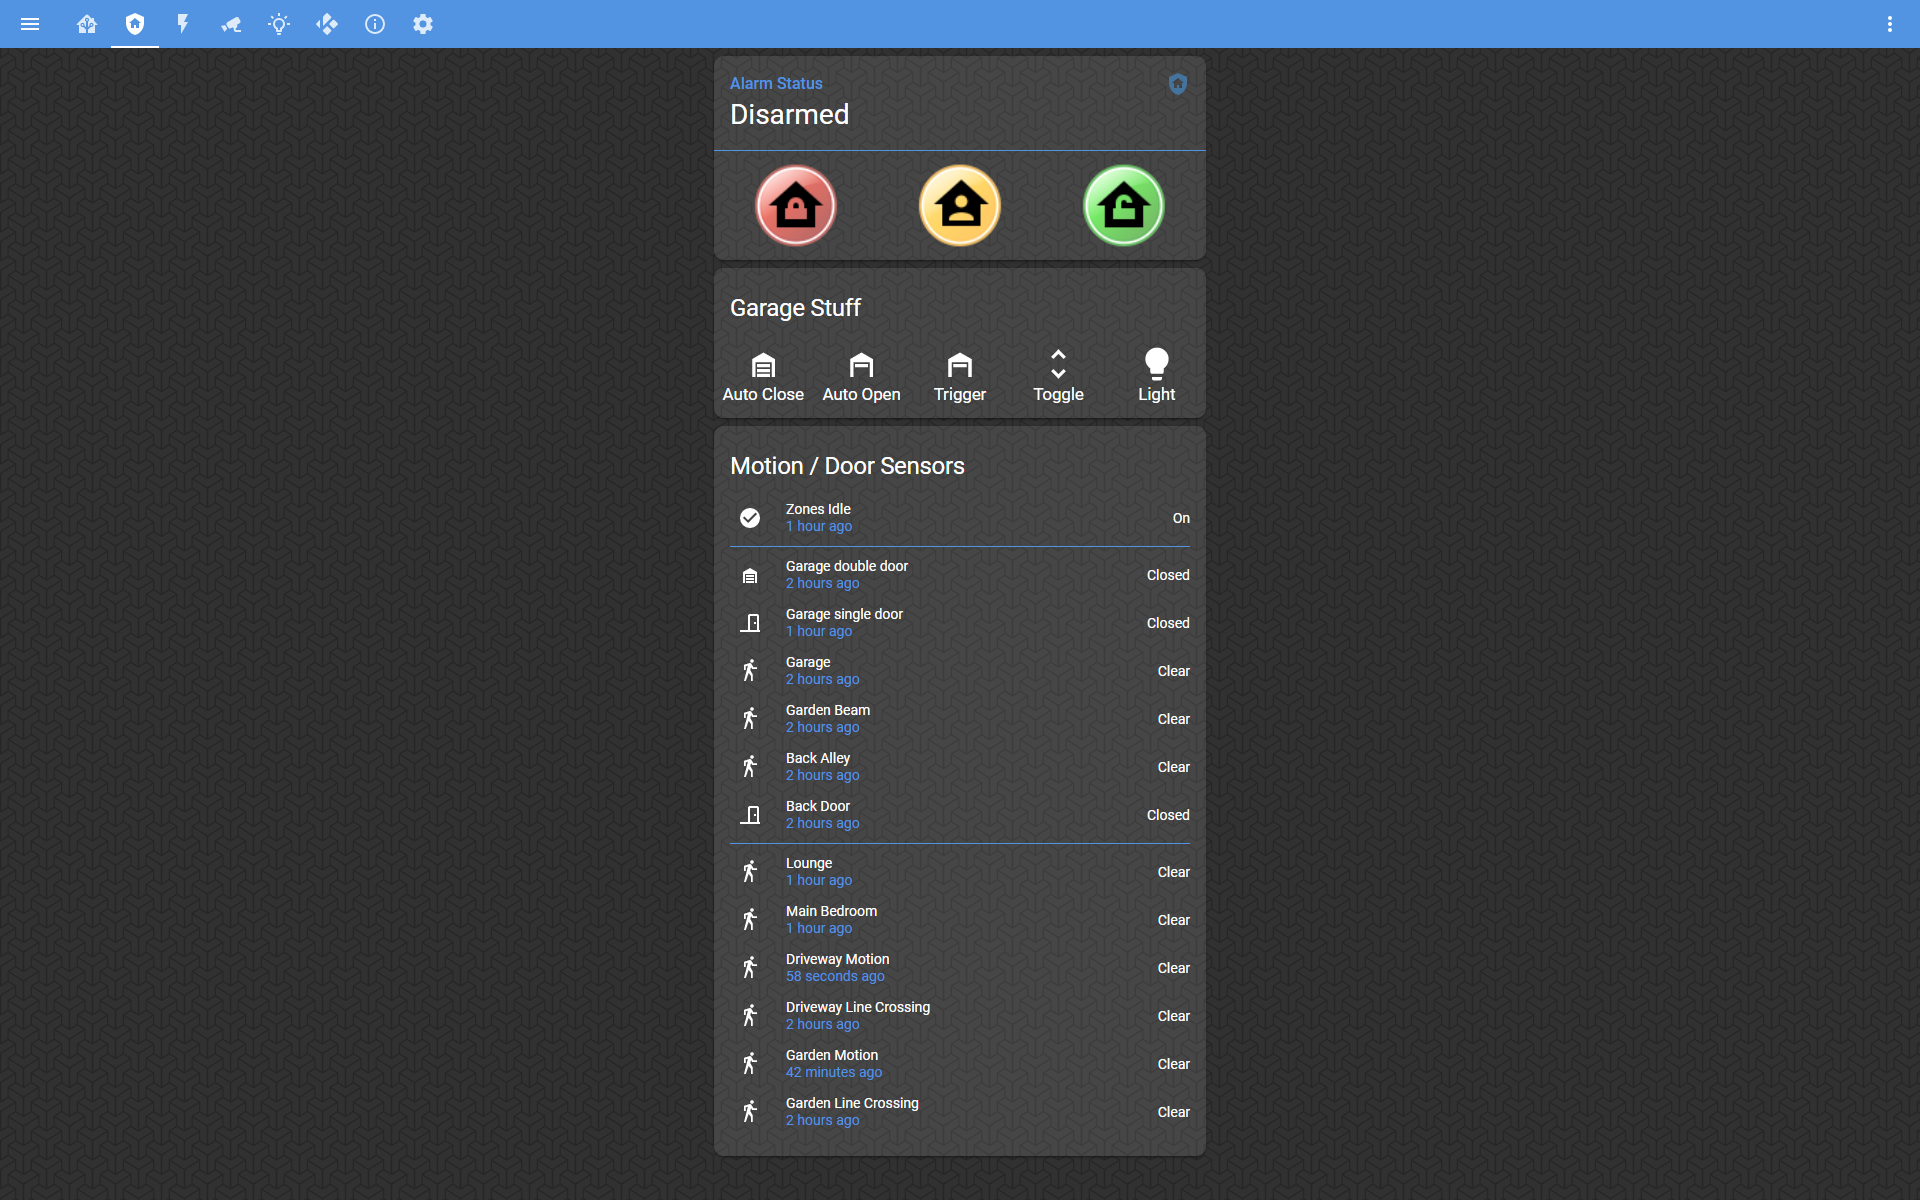 Alarm Status
Disarmed
Garage Stuff
Auto Close Auto Open Trigger Toggle Light
Motion / Door Sensors
Zones Idle
1 hour ago
On
Garage double door
2 hours ago
Closed
Garage single door
1 hour ago
Closed
Garage
2 hours ago
Clear
Garden Beam
2 hours ago
Clear
Back Alley
2 hours ago
Clear
Back Door
2 hours ago
Closed
Lounge
1 hour ago
Clear
Main Bedroom
1 hour ago
Clear
Driveway Motion
58 seconds ago
Clear
Driveway Line Crossing
2 hours ago
Clear
Garden Motion
42 minutes ago
Clear
Garden Line Crossing
2 hours ago
Clear